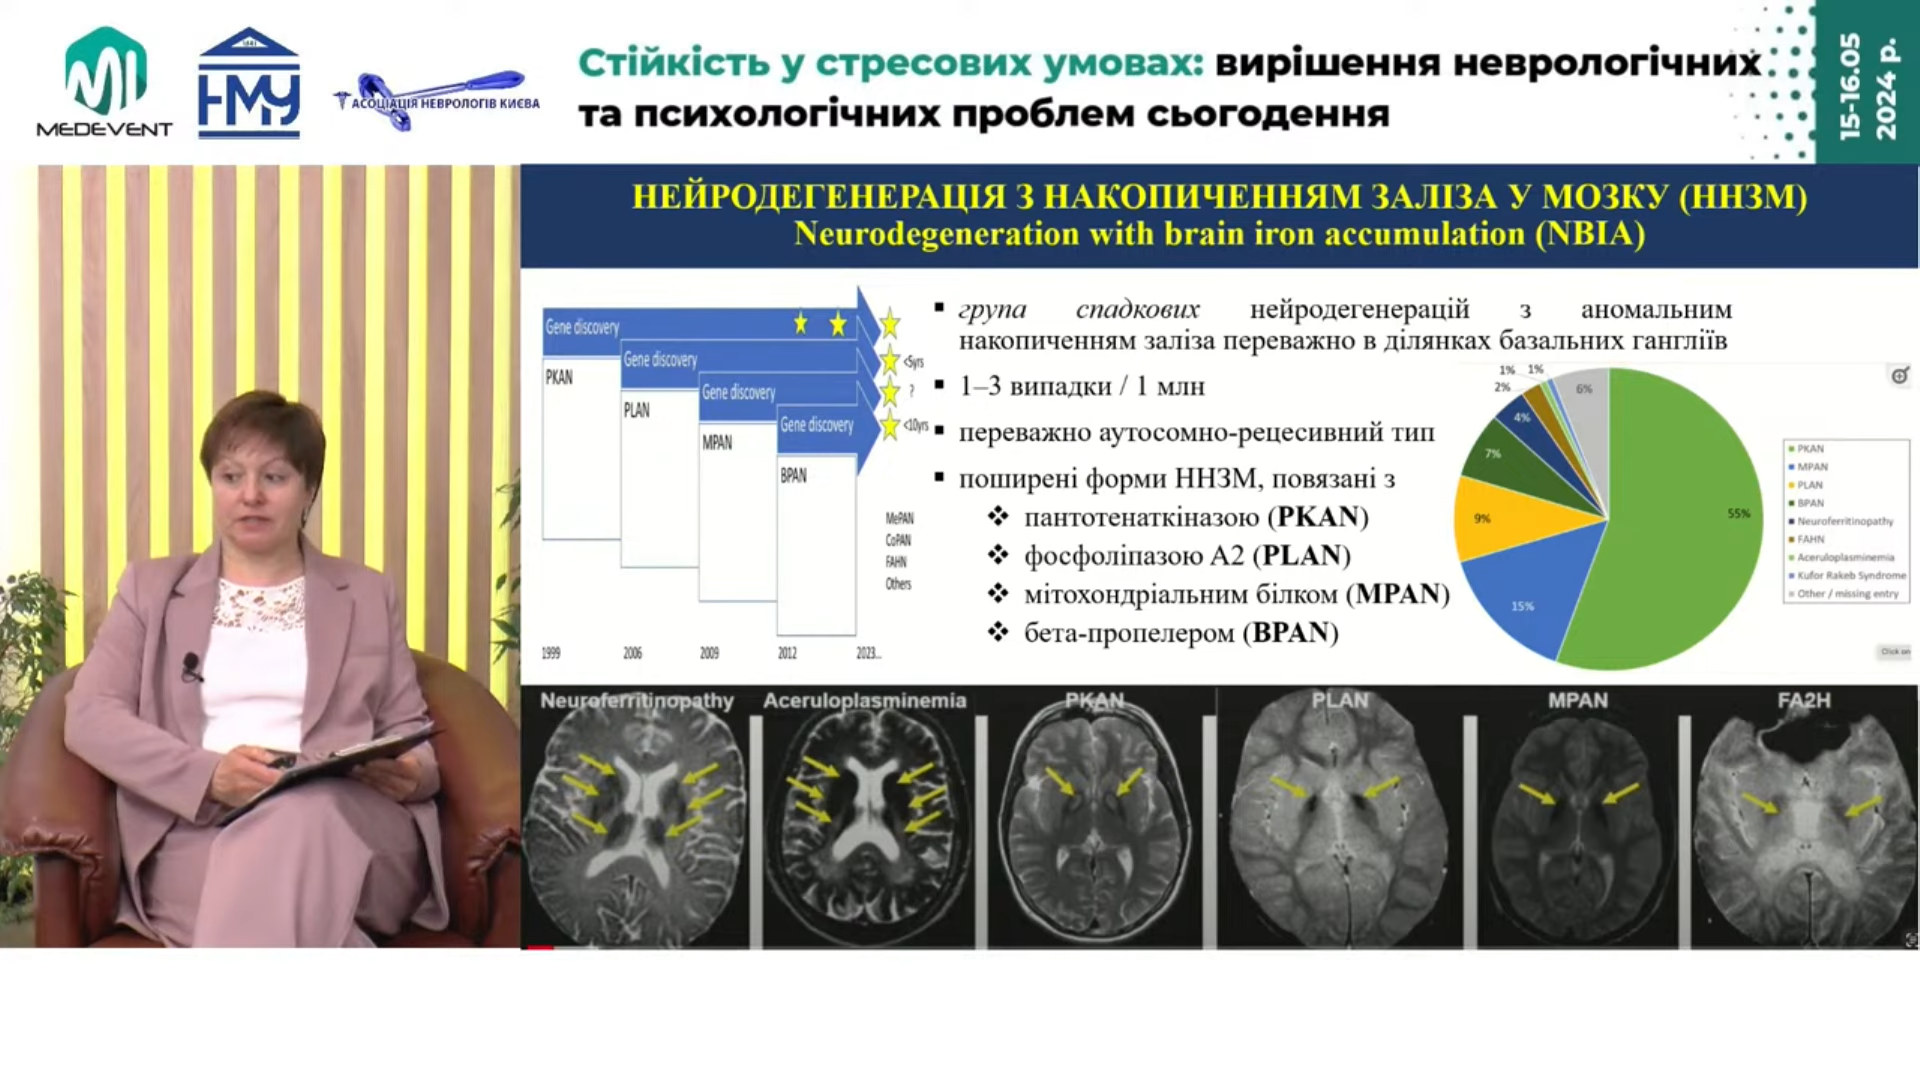 MEDEVENT
1841
НМУ
АСОЦІАЦІЯ НЕВРОЛОГІВ КИЄВА
Стійкість у стресових умовах: вирішення неврологічних
та психологічних проблем сьогодення
15-16.05
2024 р.
НЕЙРОДЕГЕНЕРАЦІЯ З НАКОПИЧЕННЯМ ЗАЛІЗА У МОЗКУ (ННЗМ)
Neurodegeneration with brain iron accumulation (NBIA)
Gene discovery
PKAN
Gene discovery
<5yrs
PLAN
Gene discovery
?
MPAN
Gene discovery
<10yrs
BPAN
MePAN
CoPAN
FAHN
Others
1999
2006
2009
2012
2023...
▪ група спадкових нейродегенерацій з аномальним
накопиченням заліза переважно в ділянках базальних гангліїв
▪ 1–3 випадки / 1 млн
▪ переважно аутосомно-рецесивний тип
▪ поширені форми ННЗМ, повязані з
❖ пантотенаткіназою (PKAN)
❖ фосфоліпазою А2 (PLAN)
❖ мітохондріальним білком (MPAN)
❖ бета-пропелером (BPAN)
1%
1%
2%
6%
4%
7%
9%
15%
55%
PKAN
MPAN
PLAN
BPAN
Neuroferritinopathy
FAHN
Aceruloplasminemia
Kufor Rakeb Syndrome
Other / missing entry
Click on
Neuroferritinopathy
Aceruloplasminemia
PKAN
PLAN
MPAN
FA2H